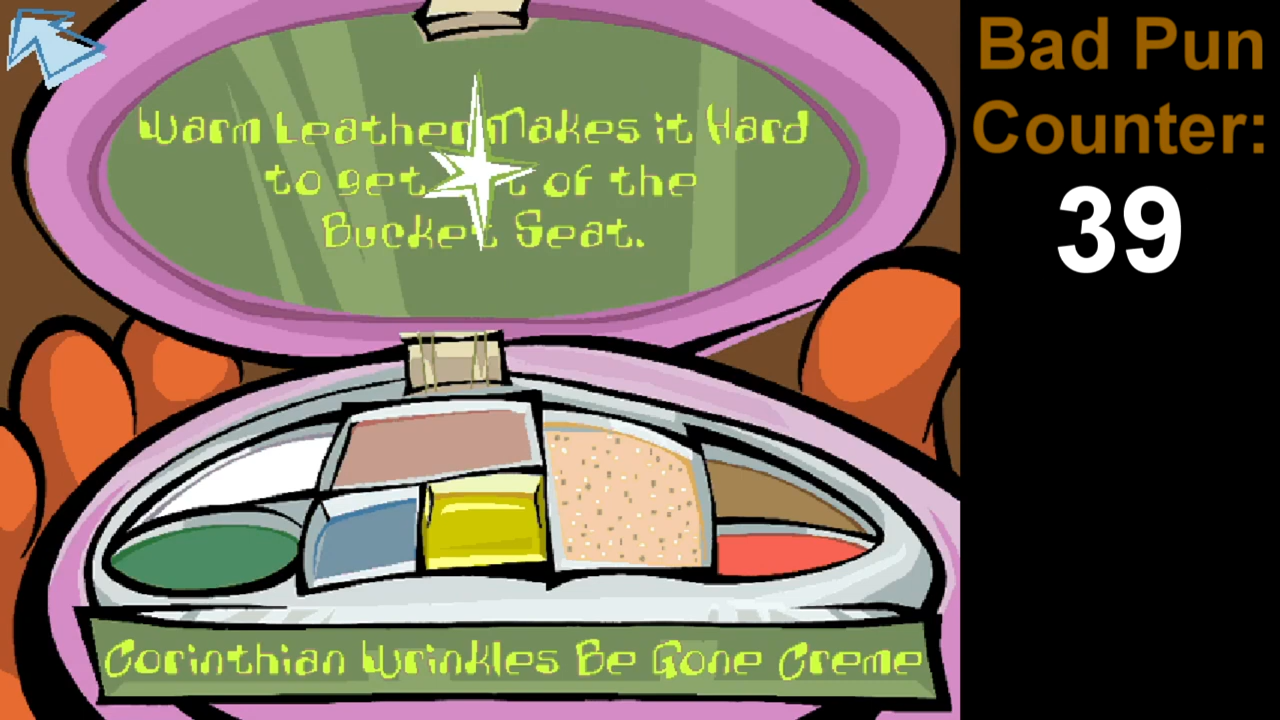 Bad Pun
Counter:
39
Warm Leather Makes it Hard
to get of the
Bucket Seat.
Corinthian Wrinkles Be Gone Creme